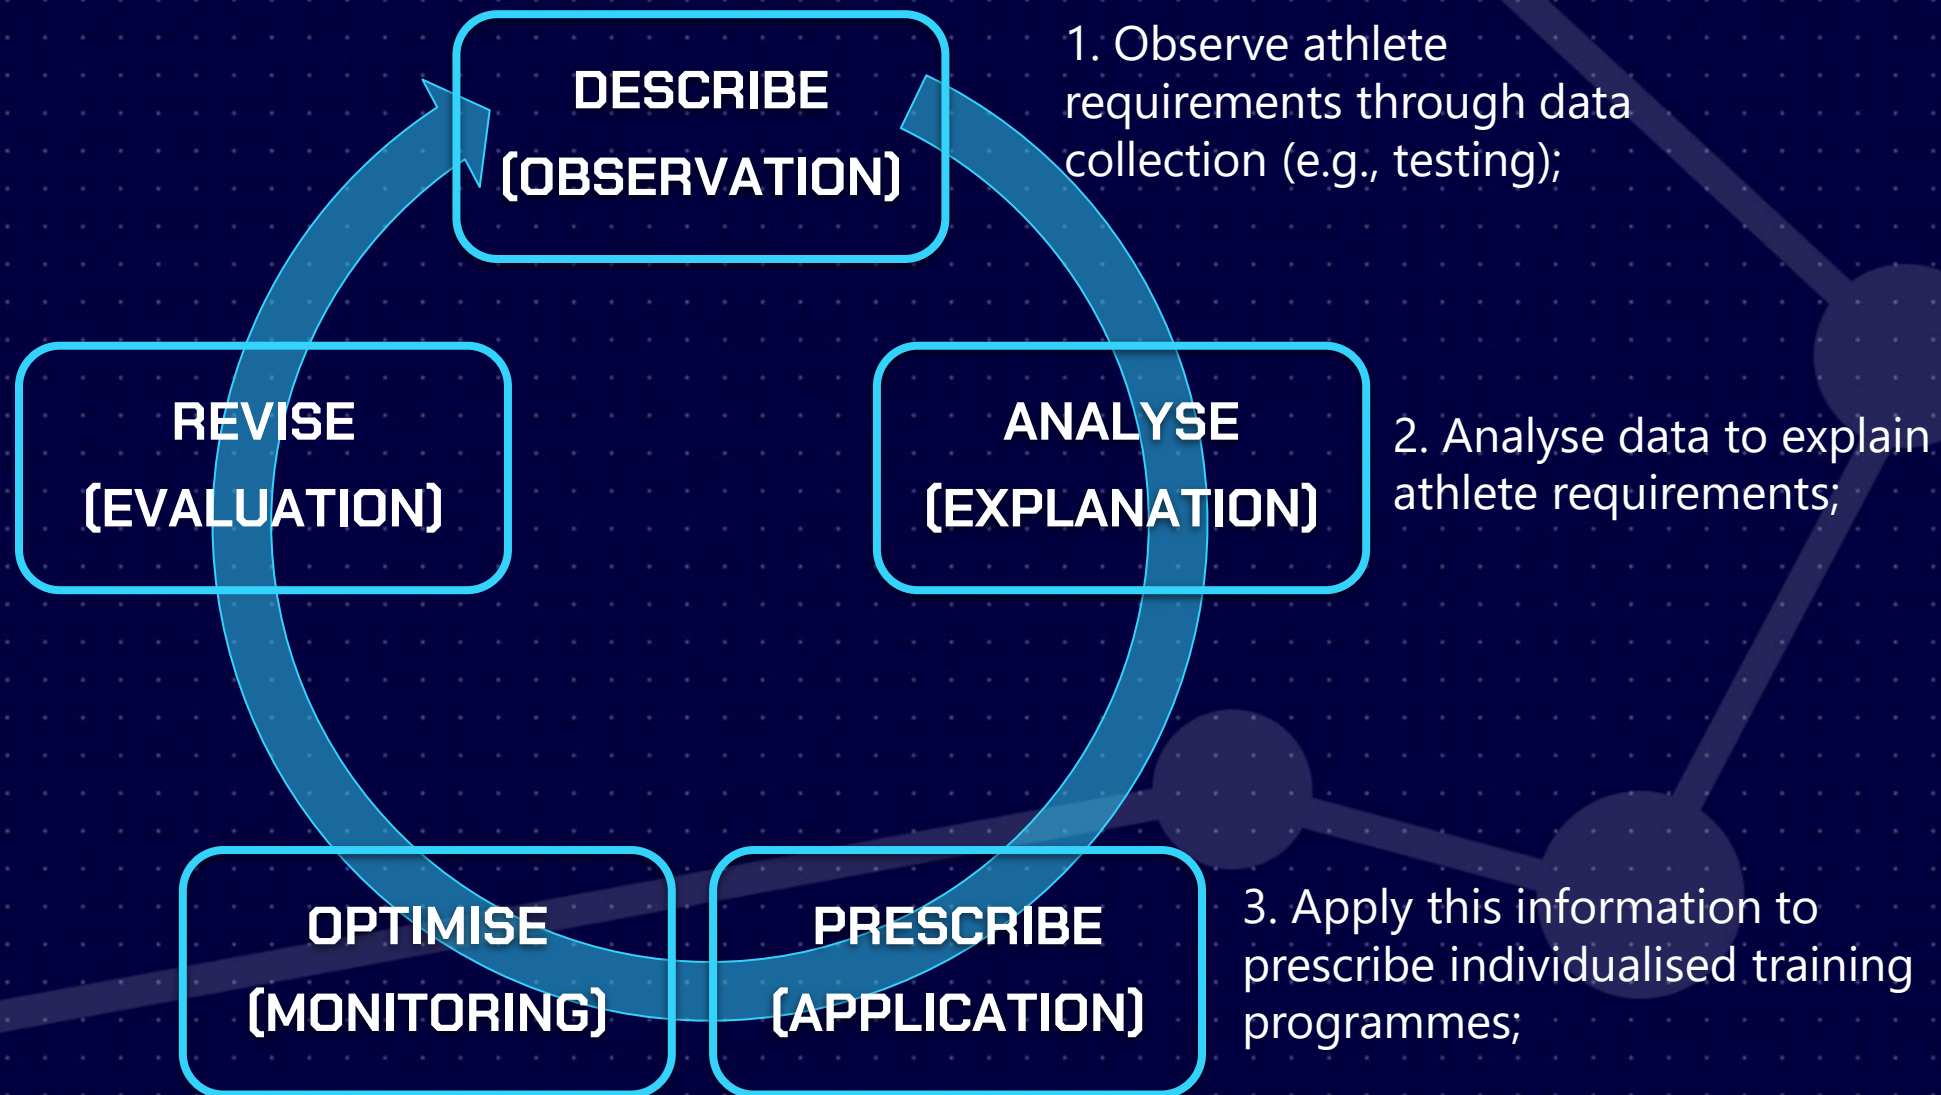 DESCRIBE
(OBSERVATION)
1. Observe athlete
requirements through data
collection (e.g., testing);
REVISE
(EVALUATION)
ANALYSE
(EXPLANATION)
2. Analyse data to explain
athlete requirements;
OPTIMISE
(MONITORING)
PRESCRIBE
(APPLICATION)
3. Apply this information to
prescribe individualised training
programmes;